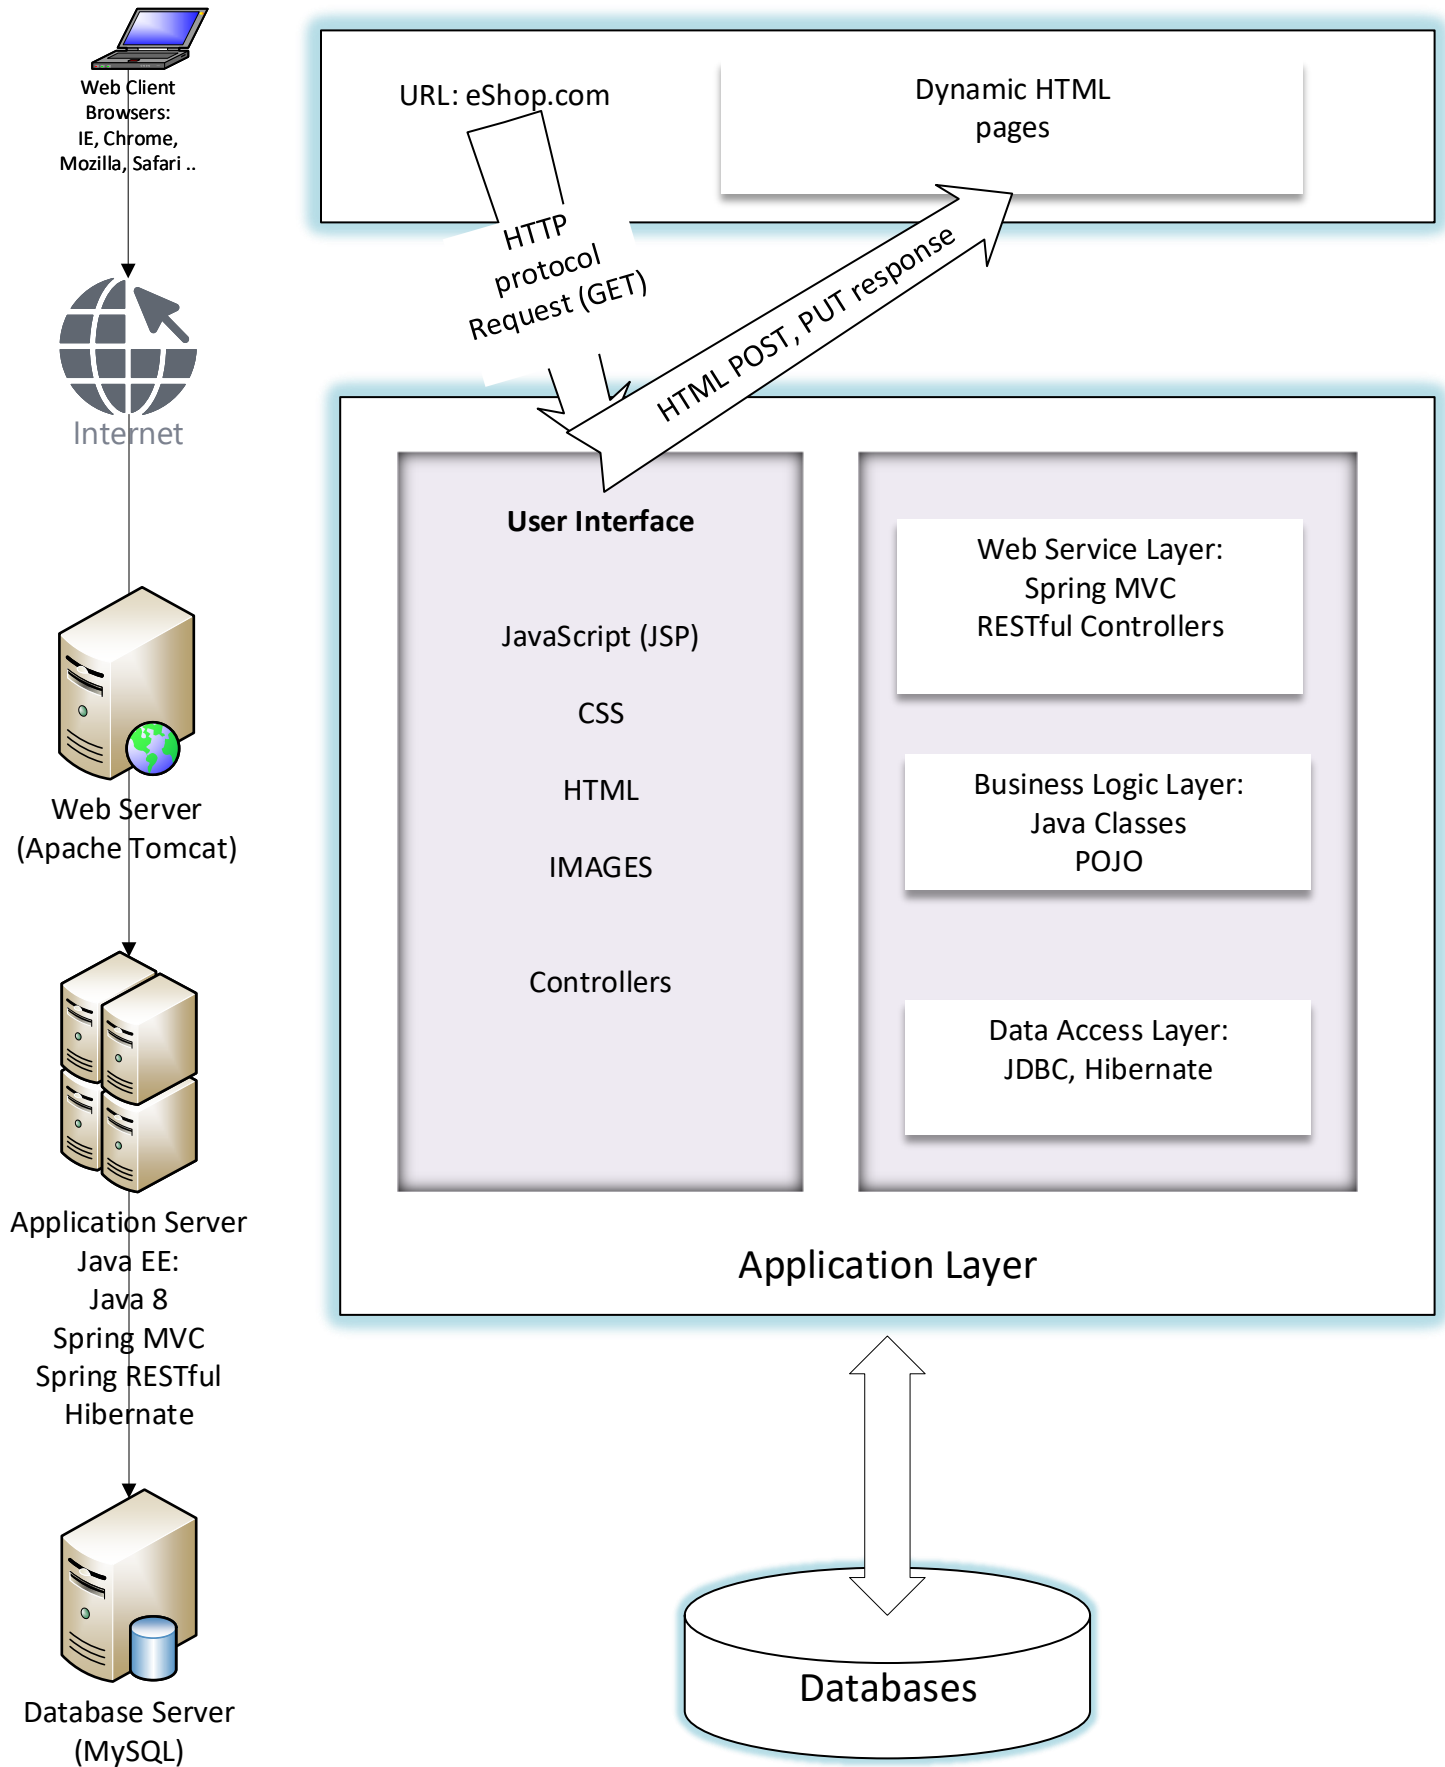 Web Client
Browsers:
IE, Chrome,
Mozilla, Safari ..
Internet
Web Server
(Apache Tomcat)
Application Server
Java EE:
Java 8
Spring MVC
Spring RESTful
Hibernate
Database Server
(MySQL)
URL: eShop.com
Dynamic HTML
pages
HTTP
protocol
Request (GET)
HTML POST, PUT response
User Interface
JavaScript (JSP)
CSS
HTML
IMAGES
Controllers
Web Service Layer:
Spring MVC
RESTful Controllers
Business Logic Layer:
Java Classes
POJO
Data Access Layer:
JDBC, Hibernate
Application Layer
Databases